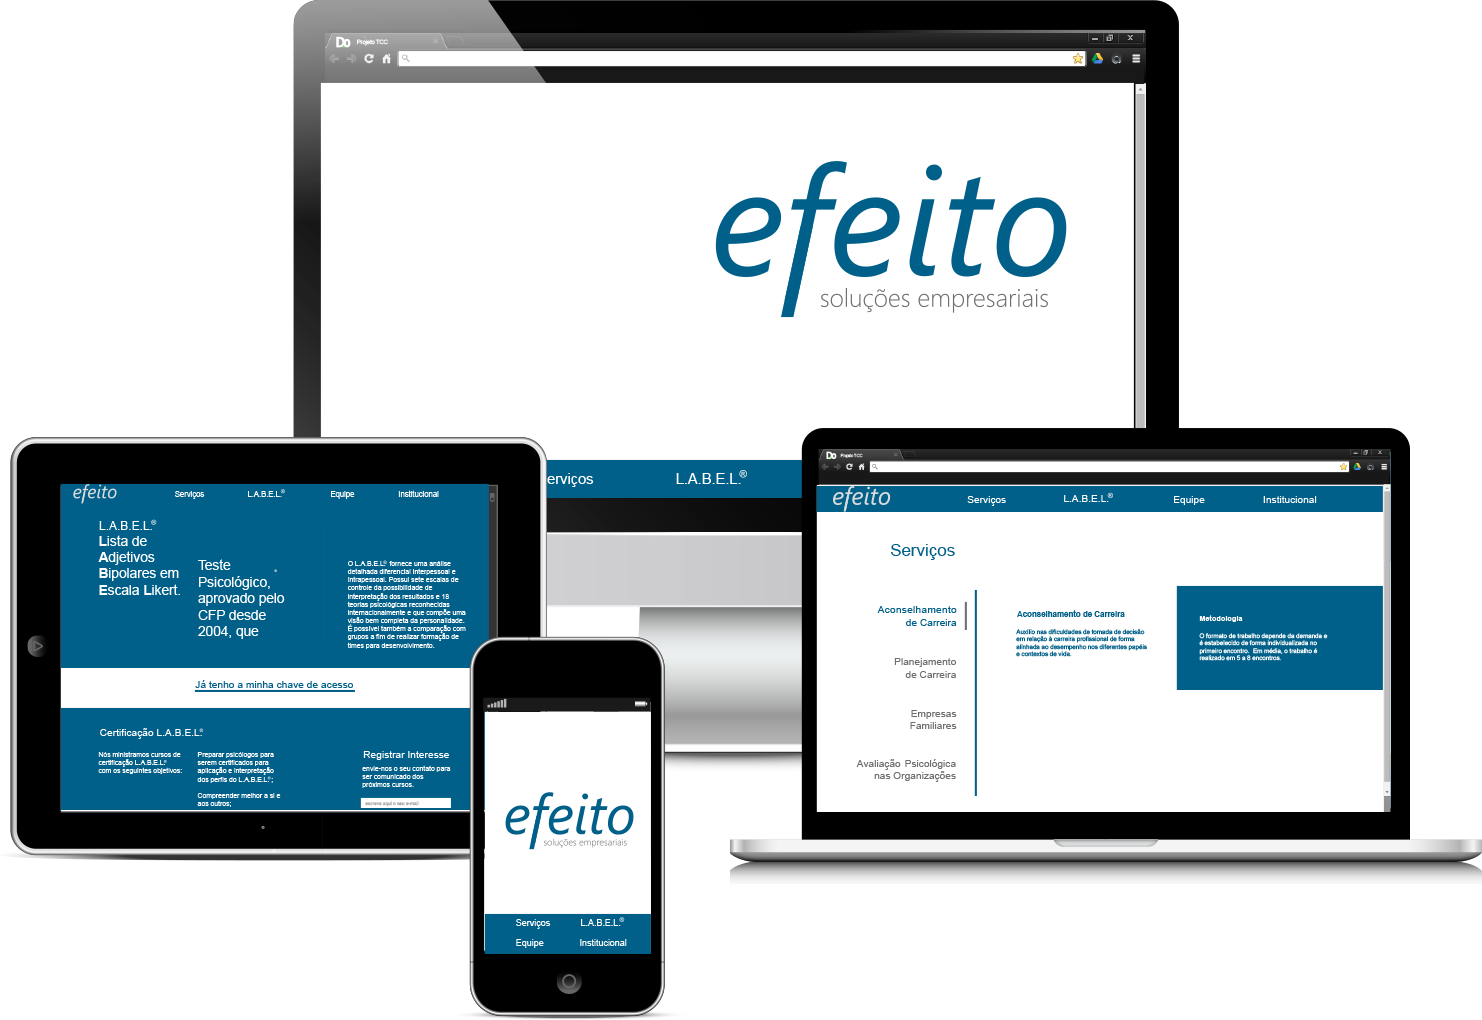 Do Projeto TCC
efeito
soluções empresariais
erviços L.A.B.E.L.®
efeito Serviços L.A.B.E.L.® Equipe Institucional
L.A.B.E.L.®
Lista de
Adjetivos
Bipolares em
Escala Likert.
Teste
Psicológico,
aprovado pelo
CFP desde
2004, que
O L.A.B.E.L® fornece uma análise
detalhada diferencial interpessoal e
intrapessoal. Possui sete escalas de
controle da possibilidade de
interpretação dos resultados e 18
teorias psicológicas reconhecidas
internacionalmente e que compõe uma
visão bem completa da personalidade.
É possível também a comparação com
grupos a fim de realizar formação de
times para desenvolvimento.
Já tenho a minha chave de acesso
Certificação L.A.B.E.L®
Nós ministramos cursos de
certificação L.A.B.E.L®
com os seguintes objetivos:
Preparar psicólogos para
serem certificados para
aplicação e interpretação
dos perfis do L.A.B.E.L®;
Compreender melhor a si e
aos outros;
Registrar Interesse
envie-nos o seu contato para
ser comunicado dos
próximos cursos.
escreva aqui o seu e-mail
efeito
soluções empresariais
Serviços L.A.B.E.L.®
Equipe Institucional
Do Projeto TCC
efeito Serviços L.A.B.E.L.® Equipe Institucional
Serviços
Aconselhamento
de Carreira
Planejamento
de Carreira
Empresas
Familiares
Avaliação Psicológica
nas Organizações
Aconselhamento de Carreira
Auxílio nas dificuldades de tomada de decisão
em relação à carreira profissional de forma
alinhada ao desempenho nos diferentes papéis
e contextos de vida.
Metodologia
O formato de trabalho depende da demanda e
é estabelecido de forma individualizada no
primeiro encontro. Em média, o trabalho é
realizado em 5 a 8 encontros.